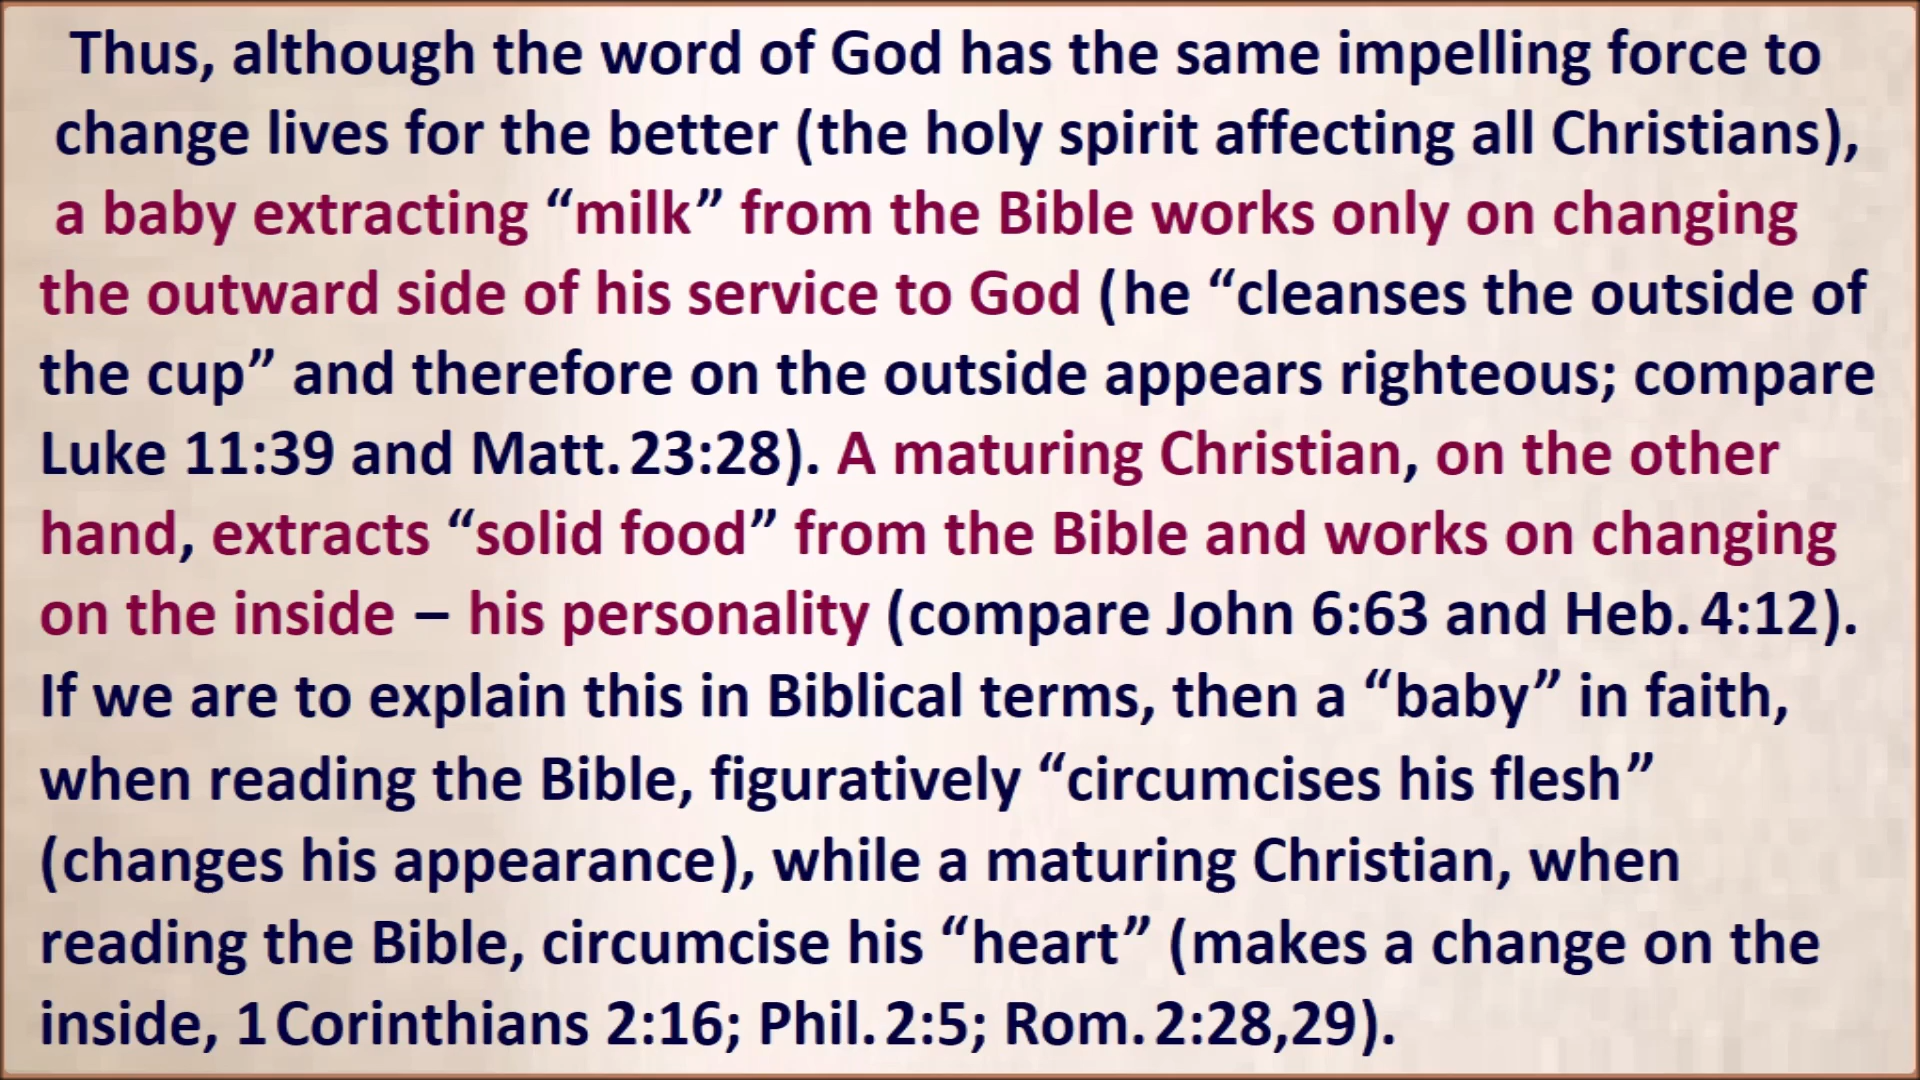 Thus, although the word of God has the same impelling force to
change lives for the better (the holy spirit affecting all Christians),
a baby extracting “milk” from the Bible works only on changing
the outward side of his service to God (he “cleanses the outside of
the cup” and therefore on the outside appears righteous; compare
Luke 11:39 and Matt. 23:28). A maturing Christian, on the other
hand, extracts “solid food” from the Bible and works on changing
on the inside – his personality (compare John 6:63 and Heb. 4:12).
If we are to explain this in Biblical terms, then a “baby” in faith,
when reading the Bible, figuratively “circumcises his flesh”
(changes his appearance), while a maturing Christian, when
reading the Bible, circumcise his “heart” (makes a change on the
inside, 1 Corinthians 2:16; Phil. 2:5; Rom. 2:28,29).